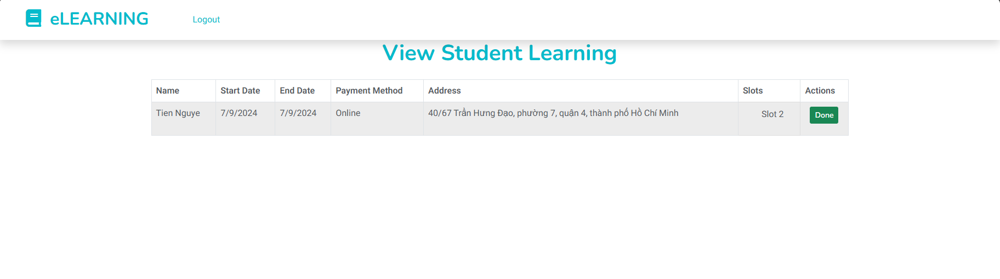 eLEARNING Logout
View Student Learning
Name Start Date End Date Payment Method Address Slots Actions
Tien Nguye 7/9/2024 7/9/2024 Online 40/67 Trần Hưng Đạo, phường 7, quận 4, thành phố Hồ Chí Minh Slot 2 Done